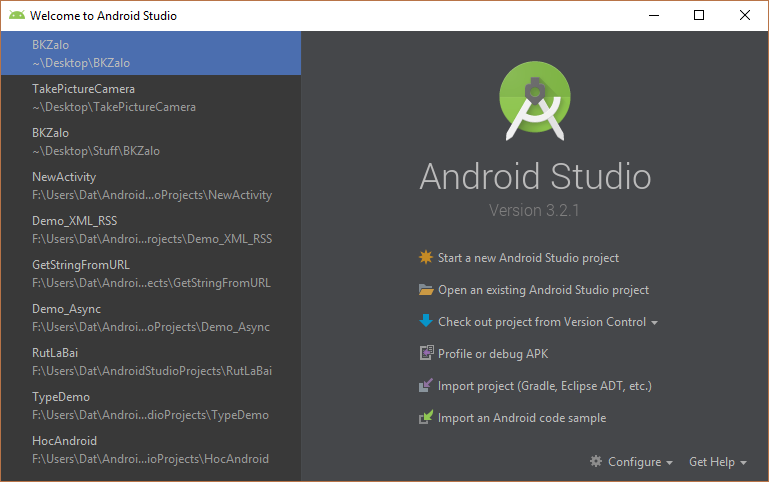 Welcome to Android Studio
BKZalo
~\Desktop\BKZalo
TakePictureCamera
~\Desktop\TakePictureCamera
BKZalo
~\Desktop\Stuff\BKZalo
NewActivity
F:\Users\Dat\Android...oProjects\NewActivity
Demo_XML_RSS
F:\Users\Dat\Androi...rojects\Demo_XML_RSS
GetStringFromURL
F:\Users\Dat\Androi...ects\GetStringFromURL
Demo_Async
F:\Users\Dat\Android...oProjects\Demo_Async
RutLaBai
F:\Users\Dat\AndroidStudioProjects\RutLaBai
TypeDemo
F:\Users\Dat\Androi...dioProjects\TypeDemo
HocAndroid
F:\Users\Dat\Androi...ioProjects\HocAndroid
Android Studio
Version 3.2.1
Start a new Android Studio project
Open an existing Android Studio project
Check out project from Version Control
Profile or debug APK
Import project (Gradle, Eclipse ADT, etc.)
Import an Android code sample
Configure
Get Help